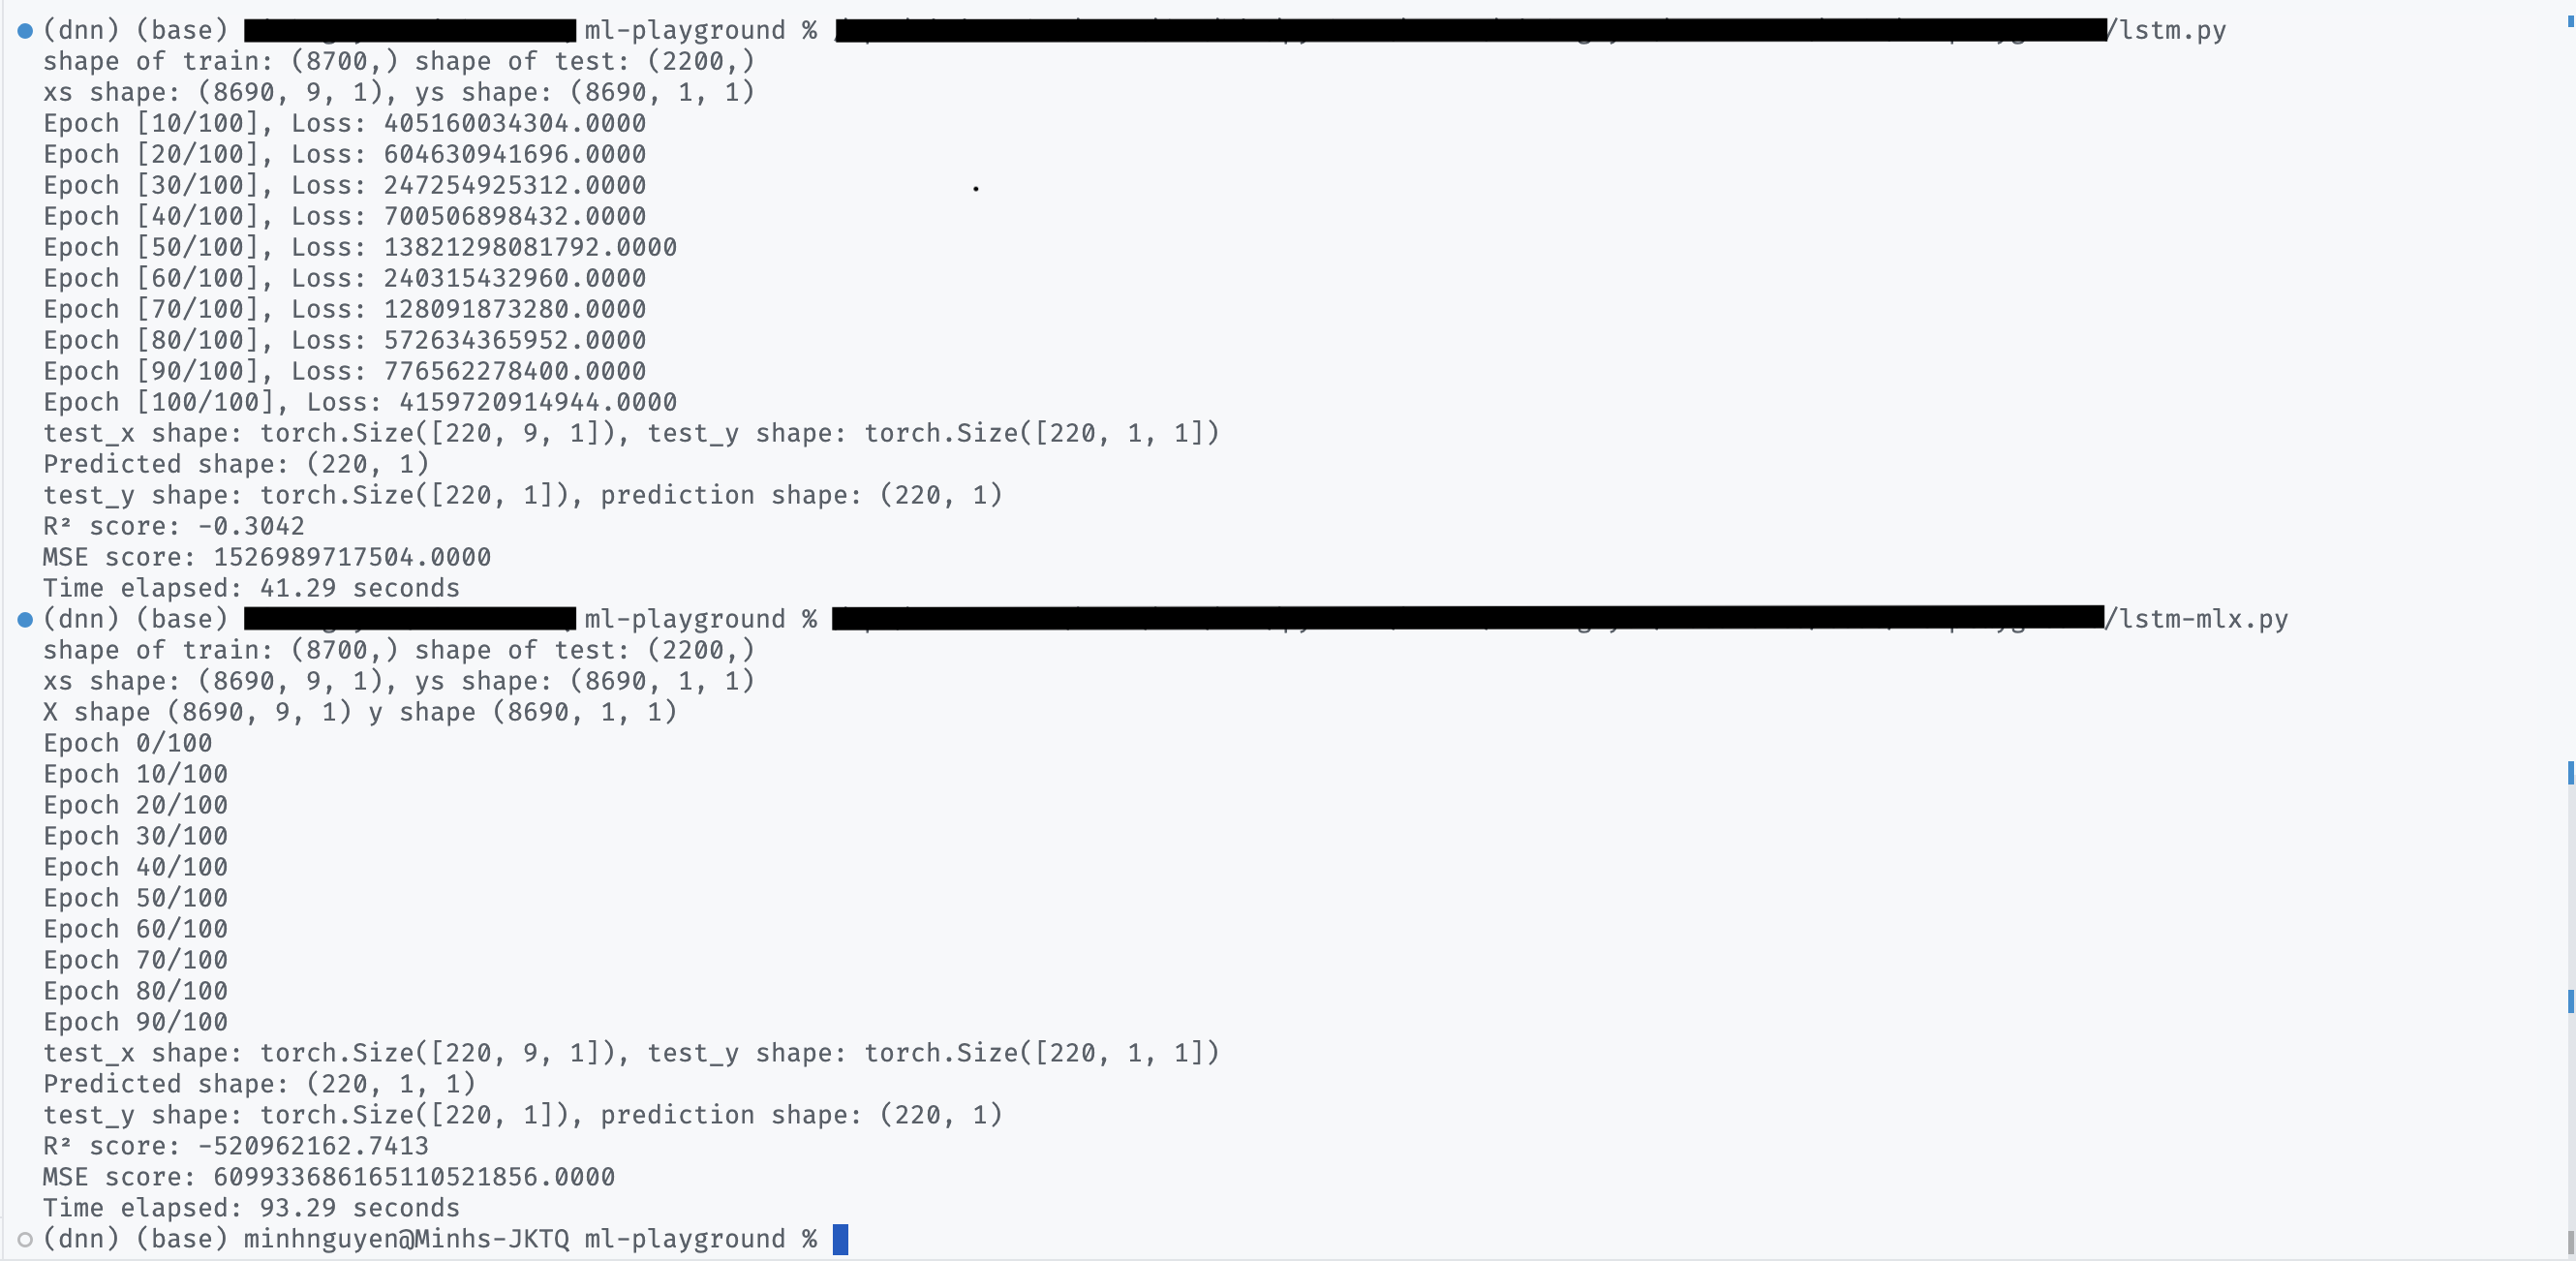 (dnn) (base) ml-playground % /lstm.py
shape of train: (8700,) shape of test: (2200,)
xs shape: (8690, 9, 1), ys shape: (8690, 1, 1)
Epoch [10/100], Loss: 405160034304.0000
Epoch [20/100], Loss: 604630941696.0000
Epoch [30/100], Loss: 247254925312.0000
Epoch [40/100], Loss: 700506898432.0000
Epoch [50/100], Loss: 13821298081792.0000
Epoch [60/100], Loss: 240315432960.0000
Epoch [70/100], Loss: 128091873280.0000
Epoch [80/100], Loss: 572634365952.0000
Epoch [90/100], Loss: 776562278400.0000
Epoch [100/100], Loss: 4159720914944.0000
test_x shape: torch.Size([220, 9, 1]), test_y shape: torch.Size([220, 1, 1])
Predicted shape: (220, 1)
test_y shape: torch.Size([220, 1]), prediction shape: (220, 1)
R² score: -0.3042
MSE score: 1526989717504.0000
Time elapsed: 41.29 seconds
(dnn) (base) ml-playground % /lstm-mlx.py
shape of train: (8700,) shape of test: (2200,)
xs shape: (8690, 9, 1), ys shape: (8690, 1, 1)
X shape (8690, 9, 1) y shape (8690, 1, 1)
Epoch 0/100
Epoch 10/100
Epoch 20/100
Epoch 30/100
Epoch 40/100
Epoch 50/100
Epoch 60/100
Epoch 70/100
Epoch 80/100
Epoch 90/100
test_x shape: torch.Size([220, 9, 1]), test_y shape: torch.Size([220, 1, 1])
Predicted shape: (220, 1, 1)
test_y shape: torch.Size([220, 1]), prediction shape: (220, 1)
R² score: -520962162.7413
MSE score: 609933686165110521856.0000
Time elapsed: 93.29 seconds
(dnn) (base) minhnguyen@Minhs-JKTQ ml-playground %